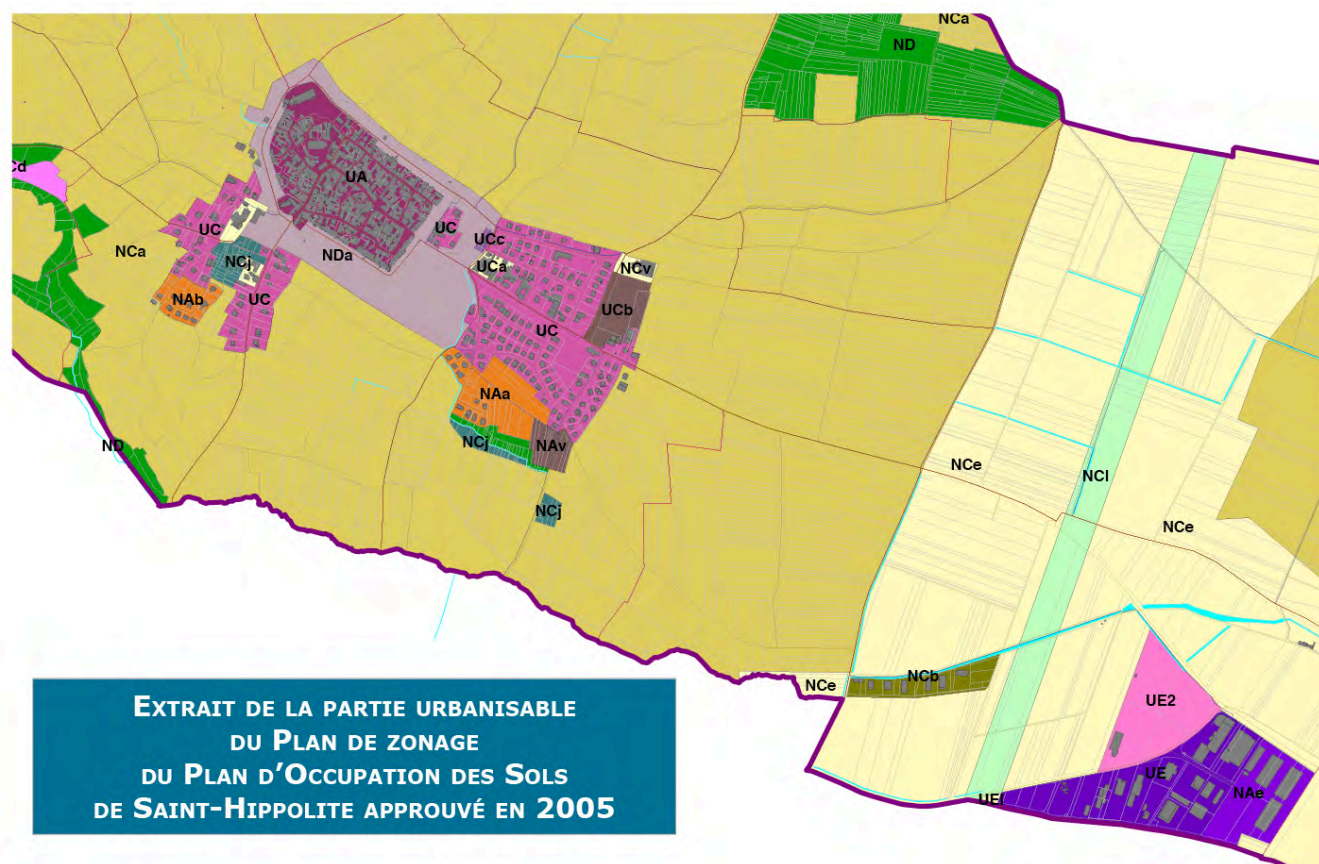 NCa
ND
Cd
UA
UC
UC
UCc
NDa
NCa
NCj
UCa
NCv
NAb
UC
UCb
UC
NAa
NCj
NAv
ND
NCe
NCl
NCj
NCe
NCe
NCb
UE2
UE
UEl
NAe
EXTRAIT DE LA PARTIE URBANISABLE
DU PLAN DE ZONAGE
DU PLAN D'OCCUPATION DES SOLS
DE SAINT-HIPPOLITE APPROUVÉ EN 2005